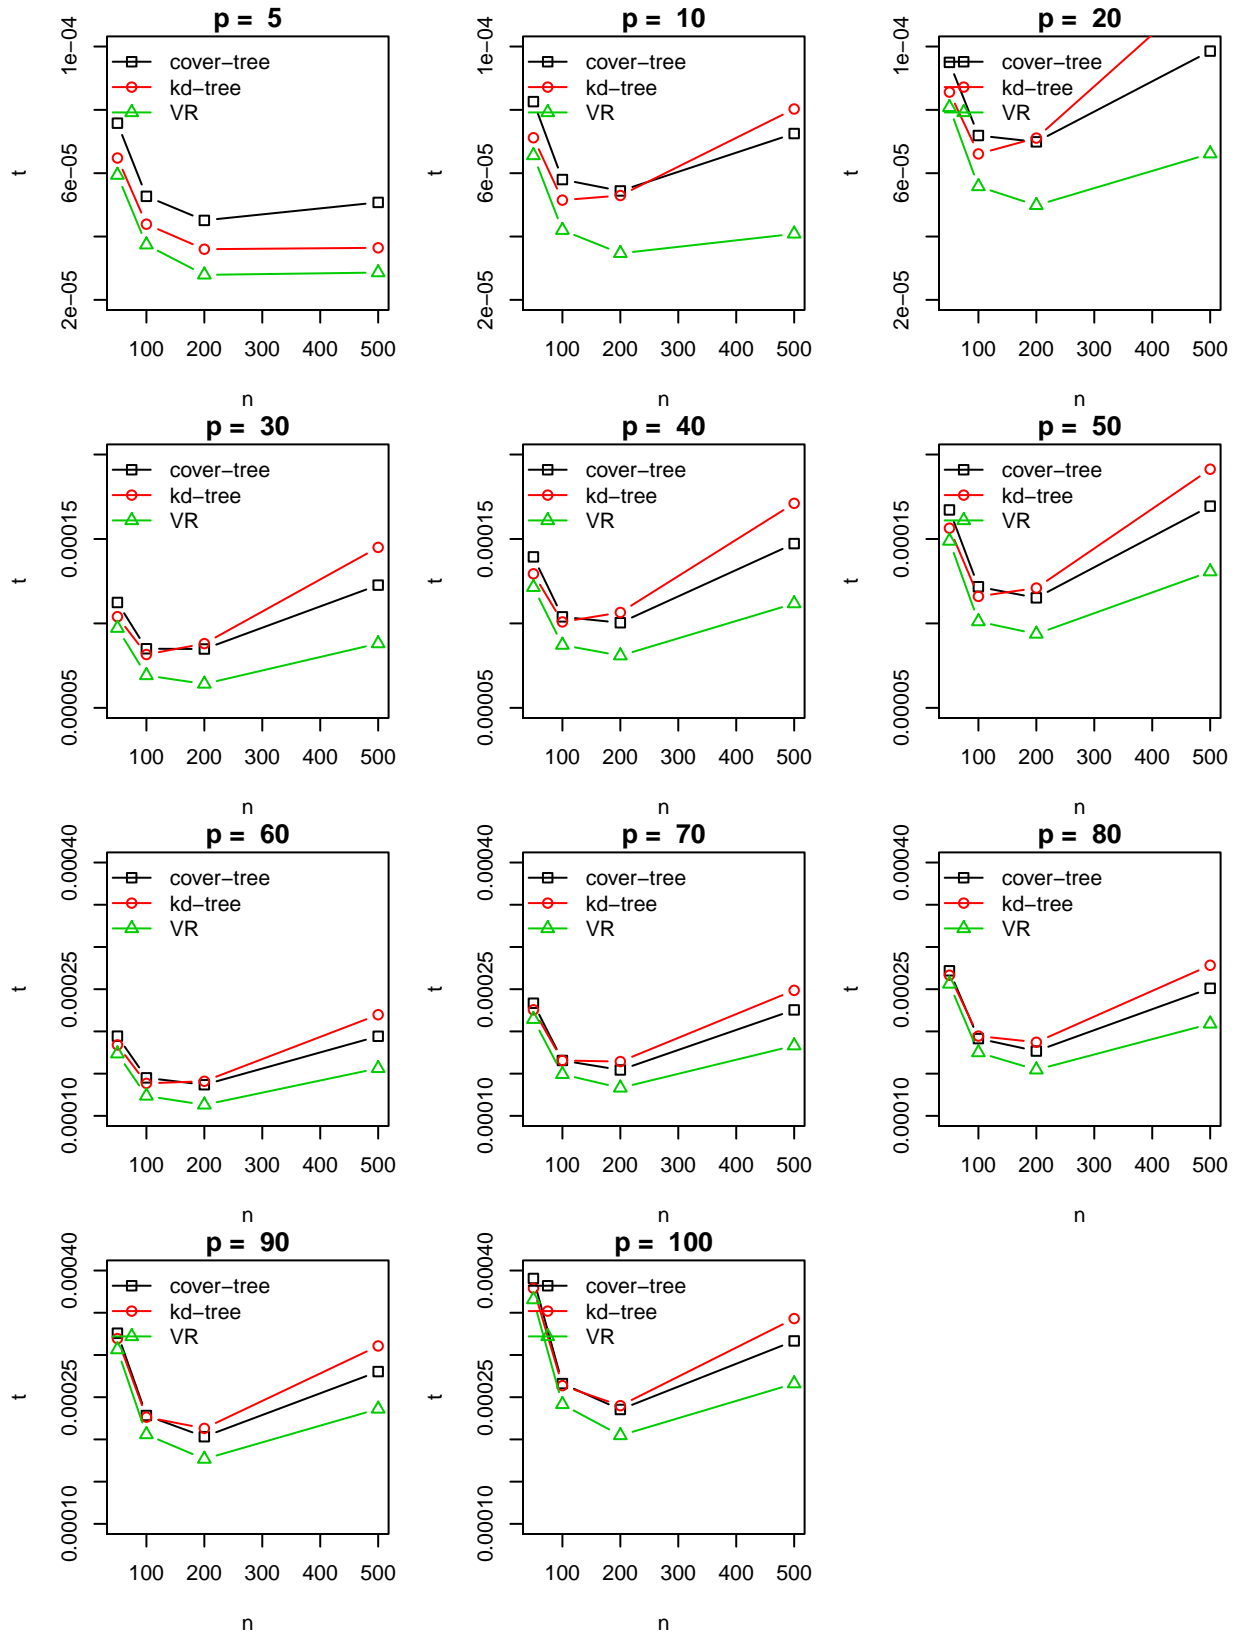 p = 5
1e−04
6e−05
2e−05
t
cover−tree
kd−tree
VR
100 200 300 400 500
n
p = 10
1e−04
6e−05
2e−05
t
cover−tree
kd−tree
VR
100 200 300 400 500
n
p = 20
1e−04
6e−05
2e−05
t
cover−tree
kd−tree
VR
100 200 300 400 500
n
p = 30
0.00015
0.00005
t
cover−tree
kd−tree
VR
100 200 300 400 500
n
p = 40
0.00015
0.00005
t
cover−tree
kd−tree
VR
100 200 300 400 500
n
p = 50
0.00015
0.00005
t
cover−tree
kd−tree
VR
100 200 300 400 500
n
p = 60
0.00040
0.00025
0.00010
t
cover−tree
kd−tree
VR
100 200 300 400 500
n
p = 70
0.00040
0.00025
0.00010
t
cover−tree
kd−tree
VR
100 200 300 400 500
n
p = 80
0.00040
0.00025
0.00010
t
cover−tree
kd−tree
VR
100 200 300 400 500
n
p = 90
0.00040
0.00025
0.00010
t
cover−tree
kd−tree
VR
100 200 300 400 500
n
p = 100
0.00040
0.00025
0.00010
t
cover−tree
kd−tree
VR
100 200 300 400 500
n